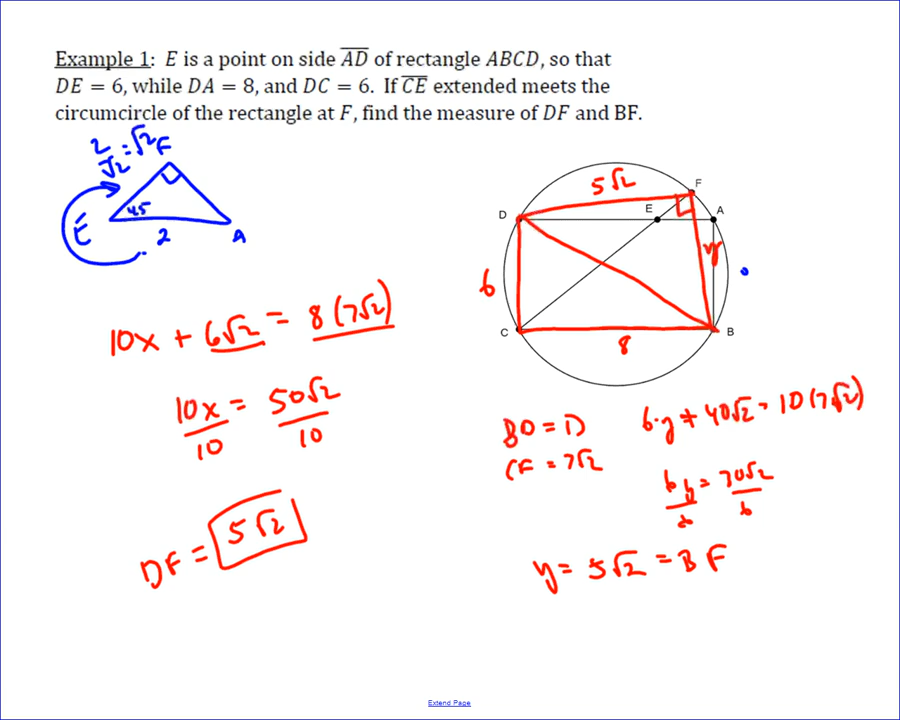 Example 1: E is a point on side AD of rectangle ABCD, so that
DE = 6, while DA = 8, and DC = 6. If CE extended meets the
circumcircle of the rectangle at F, find the measure of DF and BF.
2/√2 = √2
F
45
E
2
A
5√2
F
D
E
A
y
6
C
B
8
10x + 6√2 = 8(7√2)
10x/10 = 50√2/10
DF = 5√2
BD = D
CF = 7√2
6·y + 40√2 = 10(7√2)
6y/6 = 70√2/6
y = 5√2 = BF
Extend Page